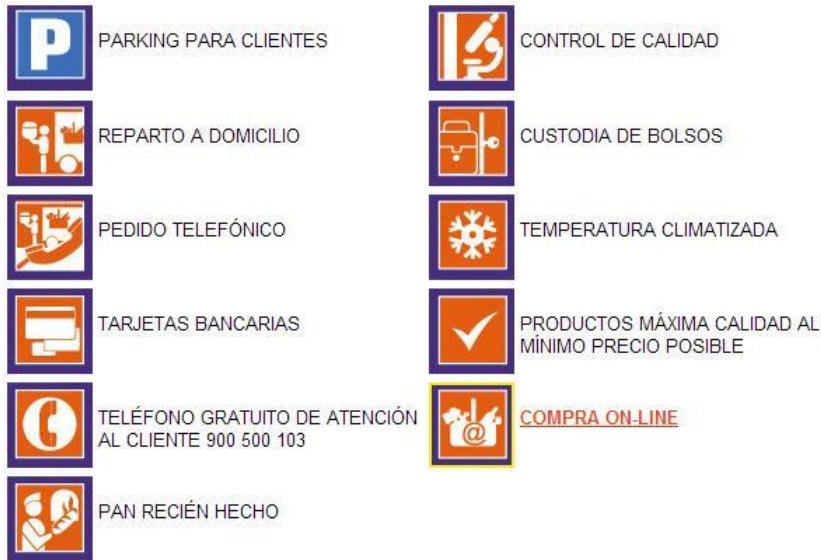 P
PARKING PARA CLIENTES
REPARTO A DOMICILIO
PEDIDO TELEFÓNICO
TARJETAS BANCARIAS
TELÉFONO GRATUITO DE ATENCIÓN
AL CLIENTE 900 500 103
PAN RECIÉN HECHO
CONTROL DE CALIDAD
CUSTODIA DE BOLSOS
TEMPERATURA CLIMATIZADA
PRODUCTOS MÁXIMA CALIDAD AL
MÍNIMO PRECIO POSIBLE
@
COMPRA ON-LINE